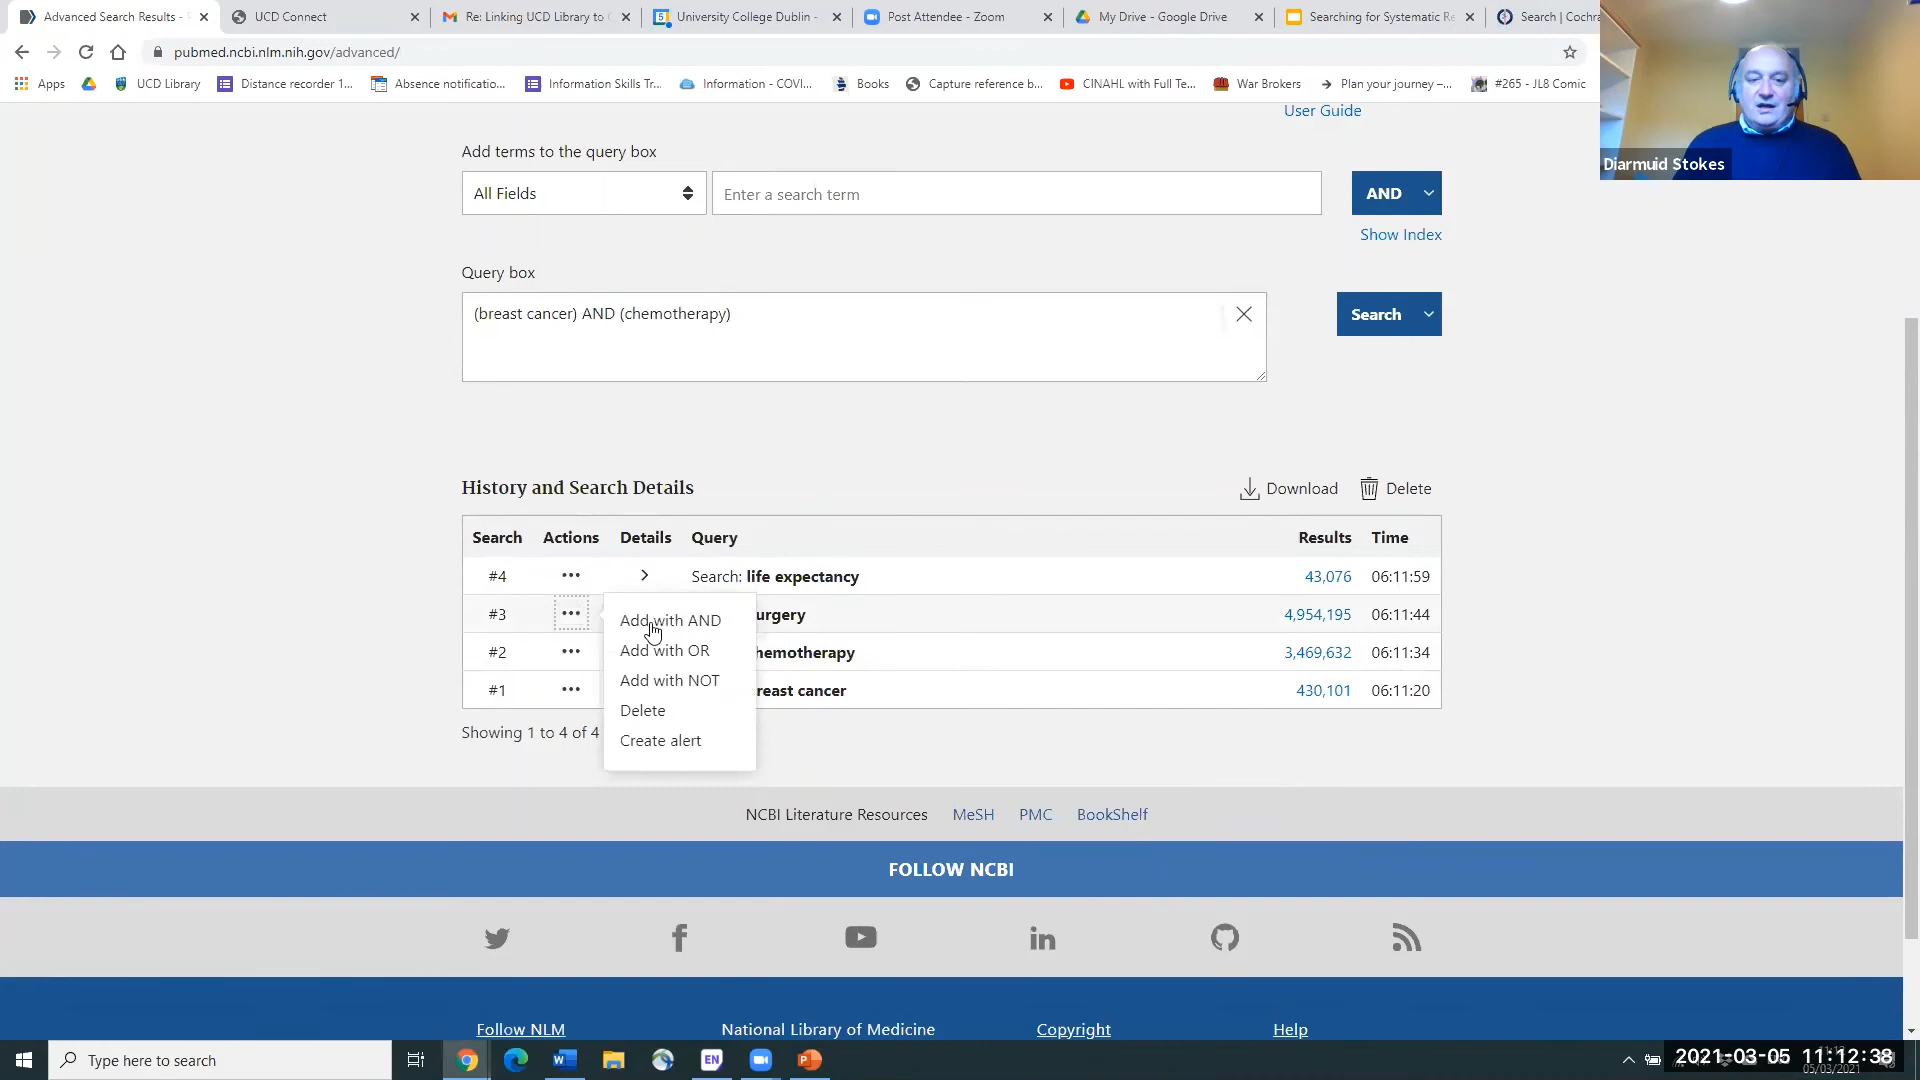 Advanced Search Results -
UCD Connect
Re: Linking UCD Library to
University College Dublin -
Post Attendee - Zoom
My Drive - Google Drive
Searching for Systematic Re
Search | Cochra
pubmed.ncbi.nlm.nih.gov/advanced/
Apps
UCD Library
Distance recorder 1...
Absence notificatio...
Information Skills Tr...
Information - COVI...
Books
Capture reference b...
CINAHL with Full Te...
War Brokers
Plan your journey –...
#265 - JL8 Comic
User Guide
Diarmuid Stokes
Add terms to the query box
All Fields
Enter a search term
AND
Show Index
Query box
(breast cancer) AND (chemotherapy)
Search
History and Search Details
Download
Delete
Search Actions Details Query Results Time
#4 Search: life expectancy 43,076 06:11:59
#3 urgery 4,954,195 06:11:44
#2 hemotherapy 3,469,632 06:11:34
#1 reast cancer 430,101 06:11:20
Add with AND
Add with OR
Add with NOT
Delete
Create alert
Showing 1 to 4 of 4
NCBI Literature Resources MeSH PMC BookShelf
FOLLOW NCBI
Follow NLM
National Library of Medicine
Copyright
Help
Type here to search
EN
2021-03-05 11:12:38
05/03/2021